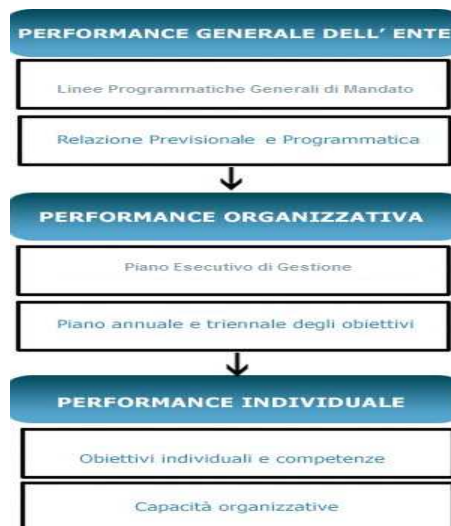 PERFORMANCE GENERALE DELL' ENTE
Linee Programmatiche Generali di Mandato
Relazione Previsionale e Programmatica
PERFORMANCE ORGANIZZATIVA
Piano Esecutivo di Gestione
Piano annuale e triennale degli obiettivi
PERFORMANCE INDIVIDUALE
Obiettivi individuali e competenze
Capacità organizzative